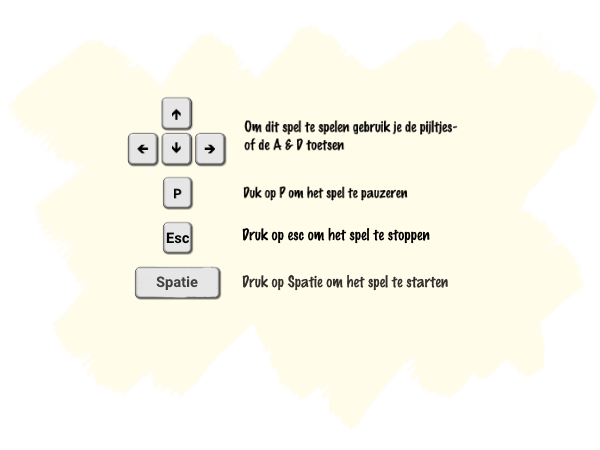 Om dit spel te spelen gebruik je de pijltjes-
of de A & D toetsen
P
Duk op P om het spel te pauzeren
Esc
Druk op esc om het spel te stoppen
Spatie
Druk op Spatie om het spel te starten